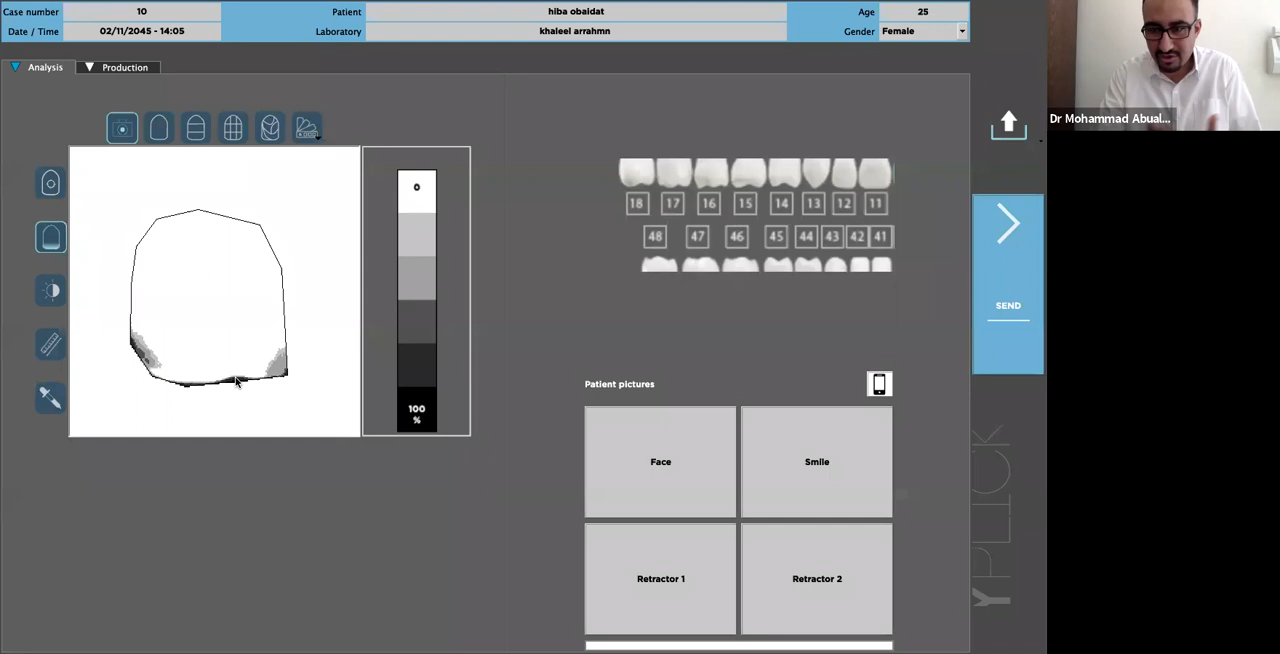 Case number 10 Patient hiba obaidat Age 25
Date / Time 02/11/2045 - 14:05 Laboratory khaleel arrahmn Gender Female
Dr Mohammad Abual...
Analysis Production
0
100
%
18 17 16 15 14 13 12 11
48 47 46 45 44 43 42 41
SEND
Patient pictures
Face Smile
Retractor 1 Retractor 2
YPLICK